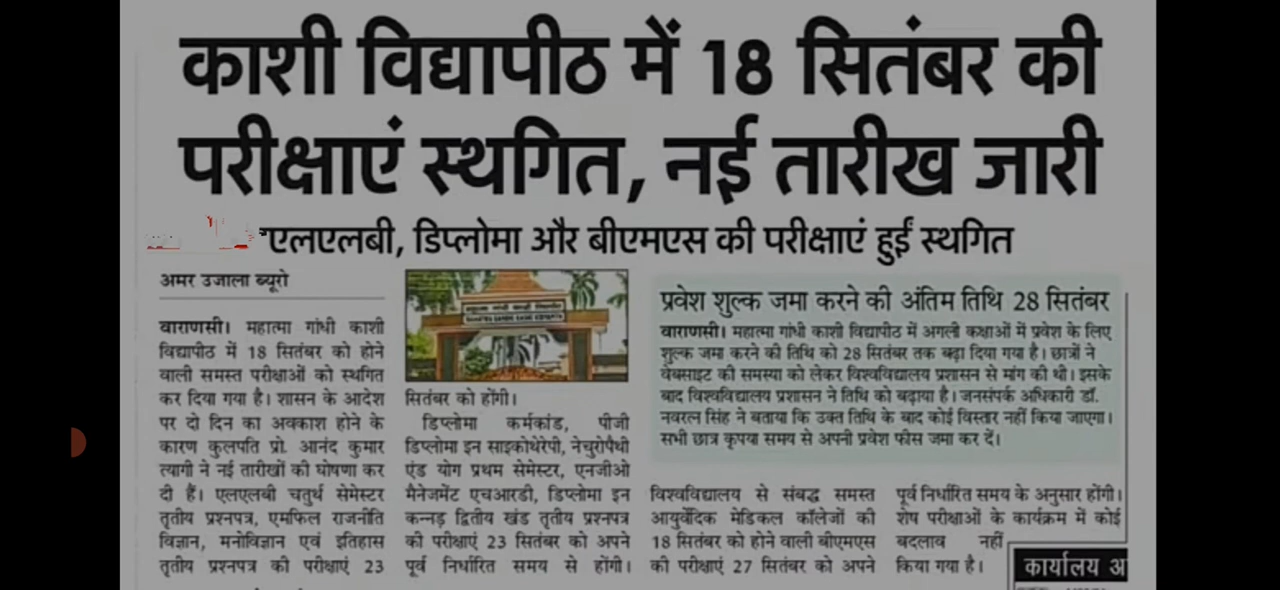 काशी विद्यापीठ में 18 सितंबर की
परीक्षाएं स्थगित, नई तारीख जारी
एलएलबी, डिप्लोमा और बीएमएस की परीक्षाएं हुईं स्थगित
अमर उजाला ब्यूरो
वाराणसी। महात्मा गांधी काशी
विद्यापीठ में 18 सितंबर को होने
वाली समस्त परीक्षाओं को स्थगित
कर दिया गया है। शासन के आदेश
पर दो दिन का अवकाश होने के
कारण कुलपति प्रो. आनंद कुमार
त्यागी ने नई तारीखों की घोषणा कर
दी हैं। एलएलबी चतुर्थ सेमेस्टर
तृतीय प्रश्नपत्र, एमफिल राजनीति
विज्ञान, मनोविज्ञान एवं इतिहास
तृतीय प्रश्नपत्र की परीक्षाएं 23
सितंबर को होंगी।
डिप्लोमा कर्मकांड, पीजी
डिप्लोमा इन साइकोथेरेपी, नेचुरोपैथी
एंड योग प्रथम सेमेस्टर, एनजीओ
मैनेजमेंट एचआरडी, डिप्लोमा इन
कन्नड़ द्वितीय खंड तृतीय प्रश्नपत्र
की परीक्षाएं 23 सितंबर को अपने
पूर्व निर्धारित समय से होंगी।
प्रवेश शुल्क जमा करने की अंतिम तिथि 28 सितंबर
वाराणसी। महात्मा गांधी काशी विद्यापीठ में अगली कक्षाओं में प्रवेश के लिए
शुल्क जमा करने की तिथि को 28 सितंबर तक बढ़ा दिया गया है। छात्रों ने
वेबसाइट की समस्या को लेकर विश्वविद्यालय प्रशासन से मांग की थी। इसके
बाद विश्वविद्यालय प्रशासन ने तिथि को बढ़ाया है। जनसंपर्क अधिकारी डॉ.
नवरत्न सिंह ने बताया कि उक्त तिथि के बाद कोई विस्तार नहीं किया जाएगा।
सभी छात्र कृपया समय से अपनी प्रवेश फीस जमा कर दें।
विश्वविद्यालय से संबद्ध समस्त
आयुर्वेदिक मेडिकल कॉलेजों की
18 सितंबर को होने वाली बीएमएस
की परीक्षाएं 27 सितंबर को अपने
पूर्व निर्धारित समय के अनुसार होंगी।
शेष परीक्षाओं के कार्यक्रम में कोई
बदलाव नहीं
किया गया है।
कार्यालय अ